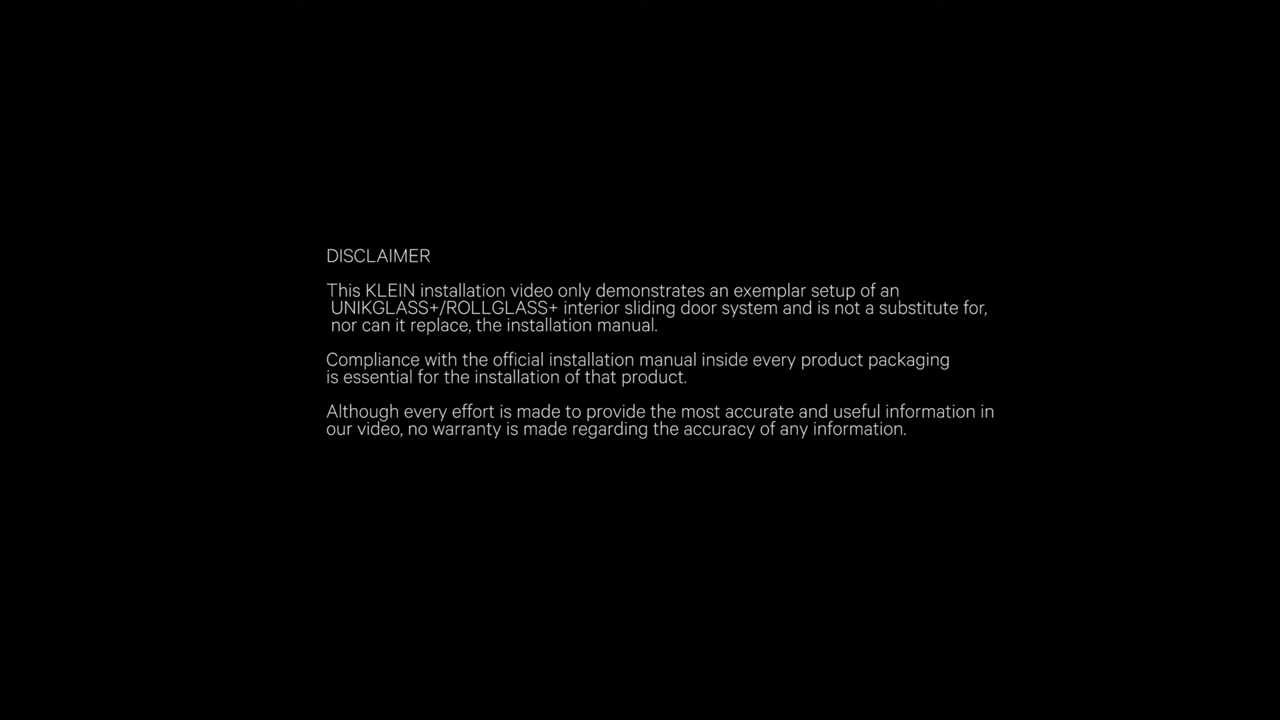 DISCLAIMER
This KLEIN installation video only demonstrates an exemplar setup of an
UNIKGLASS+/ROLLGLASS+ interior sliding door system and is not a substitute for,
nor can it replace, the installation manual.
Compliance with the official installation manual inside every product packaging
is essential for the installation of that product.
Although every effort is made to provide the most accurate and useful information in
our video, no warranty is made regarding the accuracy of any information.